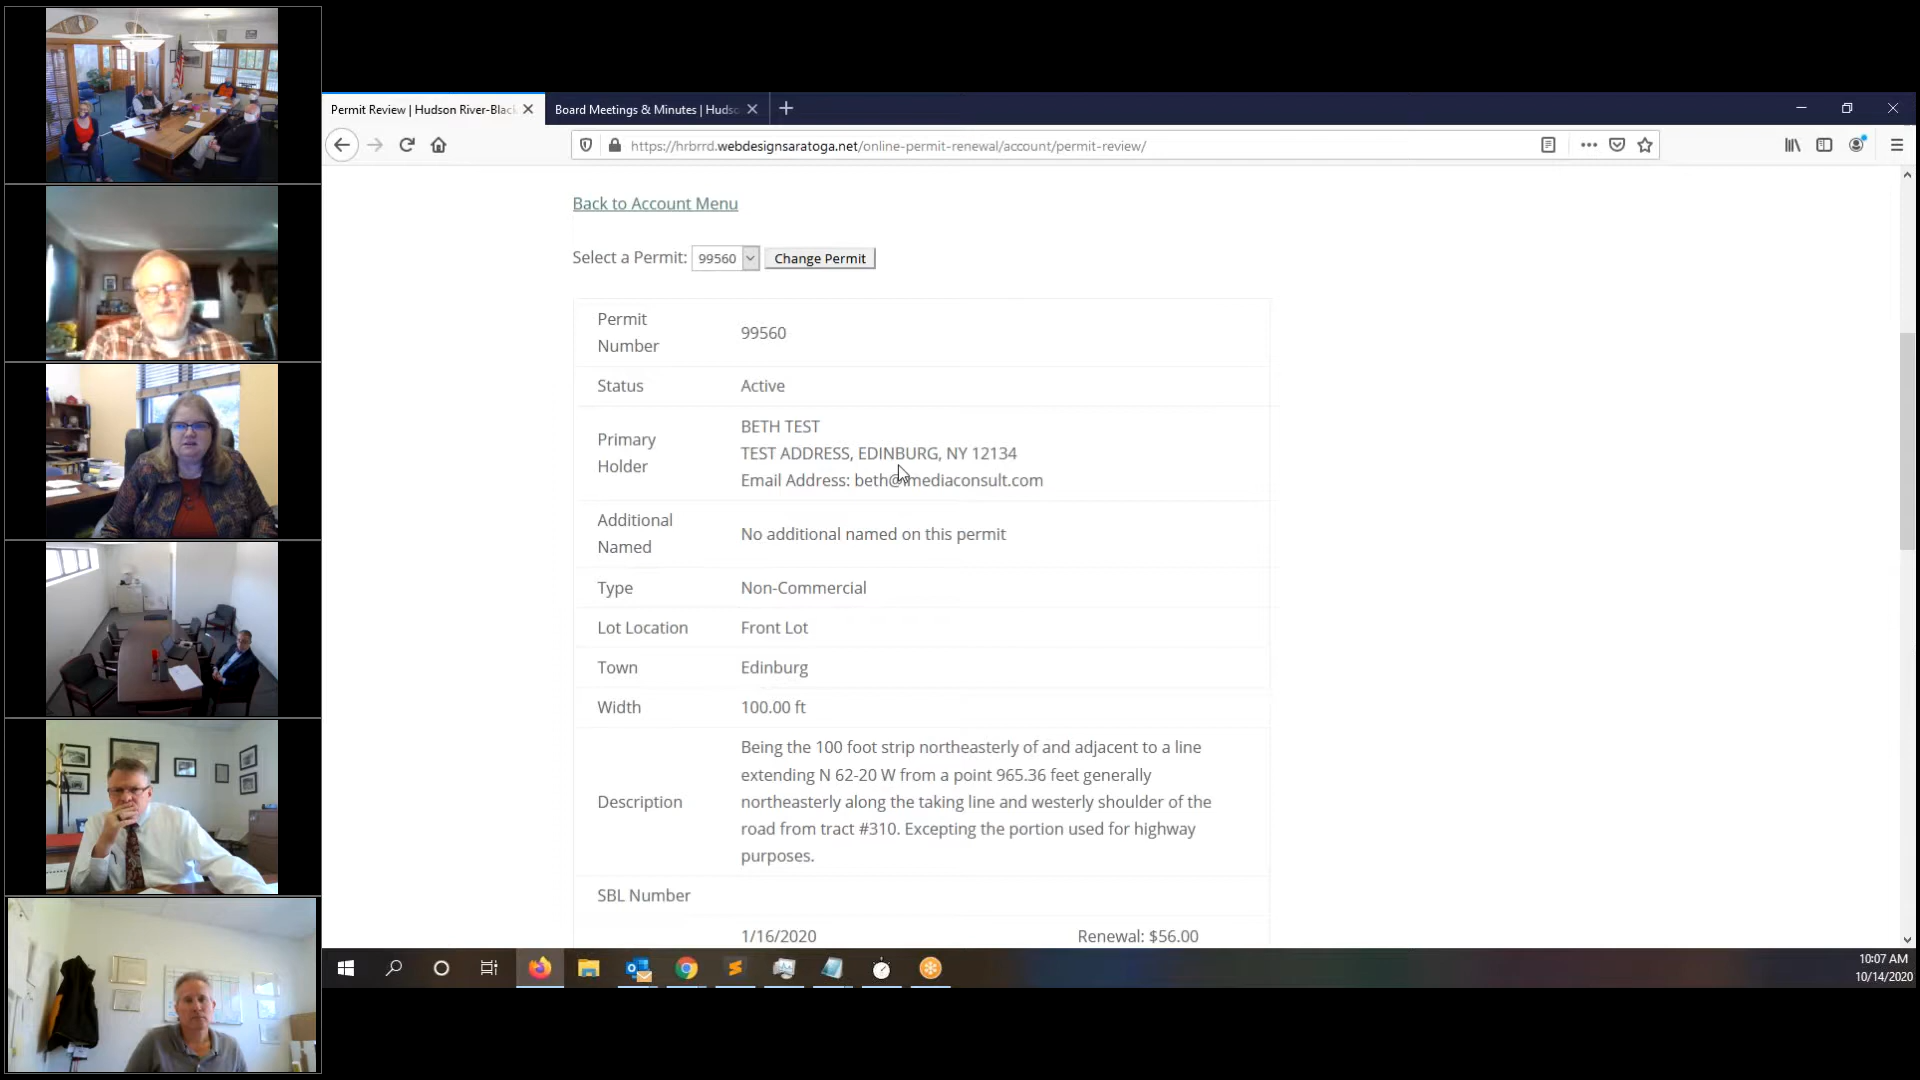 Permit Review | Hudson River-Black
Board Meetings & Minutes | Huds
https://hrbrrd.webdesignsaratoga.net/online-permit-renewal/account/permit-review/
Back to Account Menu
Select a Permit: 99560 Change Permit
Permit
Number
99560
Status Active
Primary
Holder
BETH TEST
TEST ADDRESS, EDINBURG, NY 12134
Email Address: beth@mediaconsult.com
Additional
Named
No additional named on this permit
Type Non-Commercial
Lot Location Front Lot
Town Edinburg
Width 100.00 ft
Description
Being the 100 foot strip northeasterly of and adjacent to a line
extending N 62-20 W from a point 965.36 feet generally
northeasterly along the taking line and westerly shoulder of the
road from tract #310. Excepting the portion used for highway
purposes.
SBL Number
1/16/2020 Renewal: $56.00
10:07 AM
10/14/2020